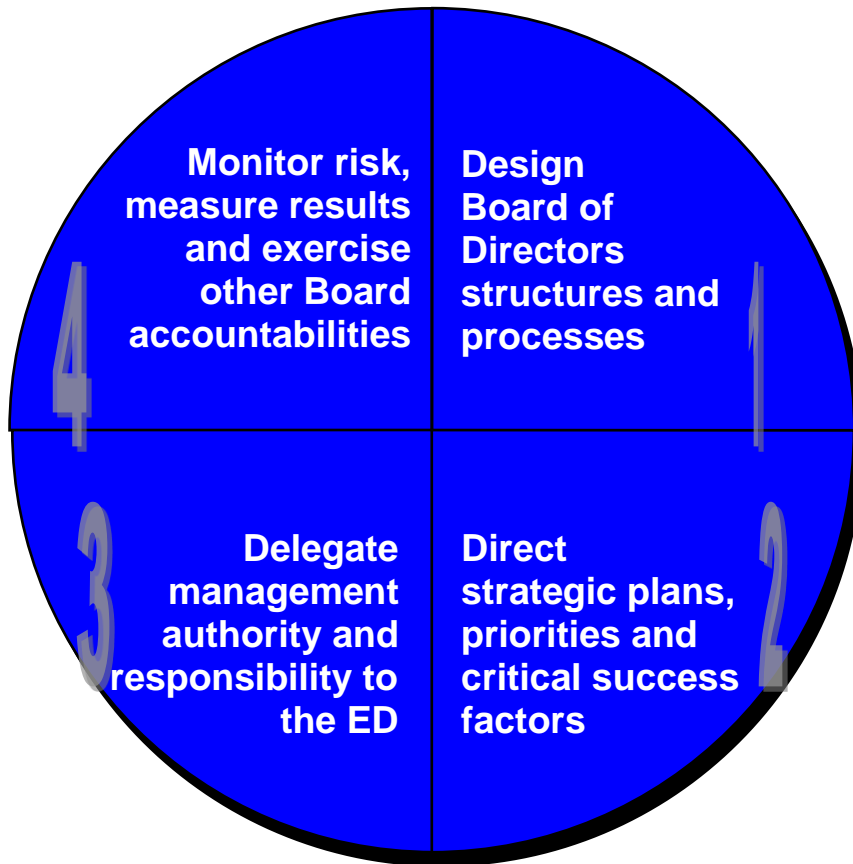 Design
Board of
Directors
structures and
processes
1
Direct
strategic plans,
priorities and
critical success
factors
2
Delegate
management
authority and
responsibility to
the ED
3
Monitor risk,
measure results
and exercise
other Board
accountabilities
4